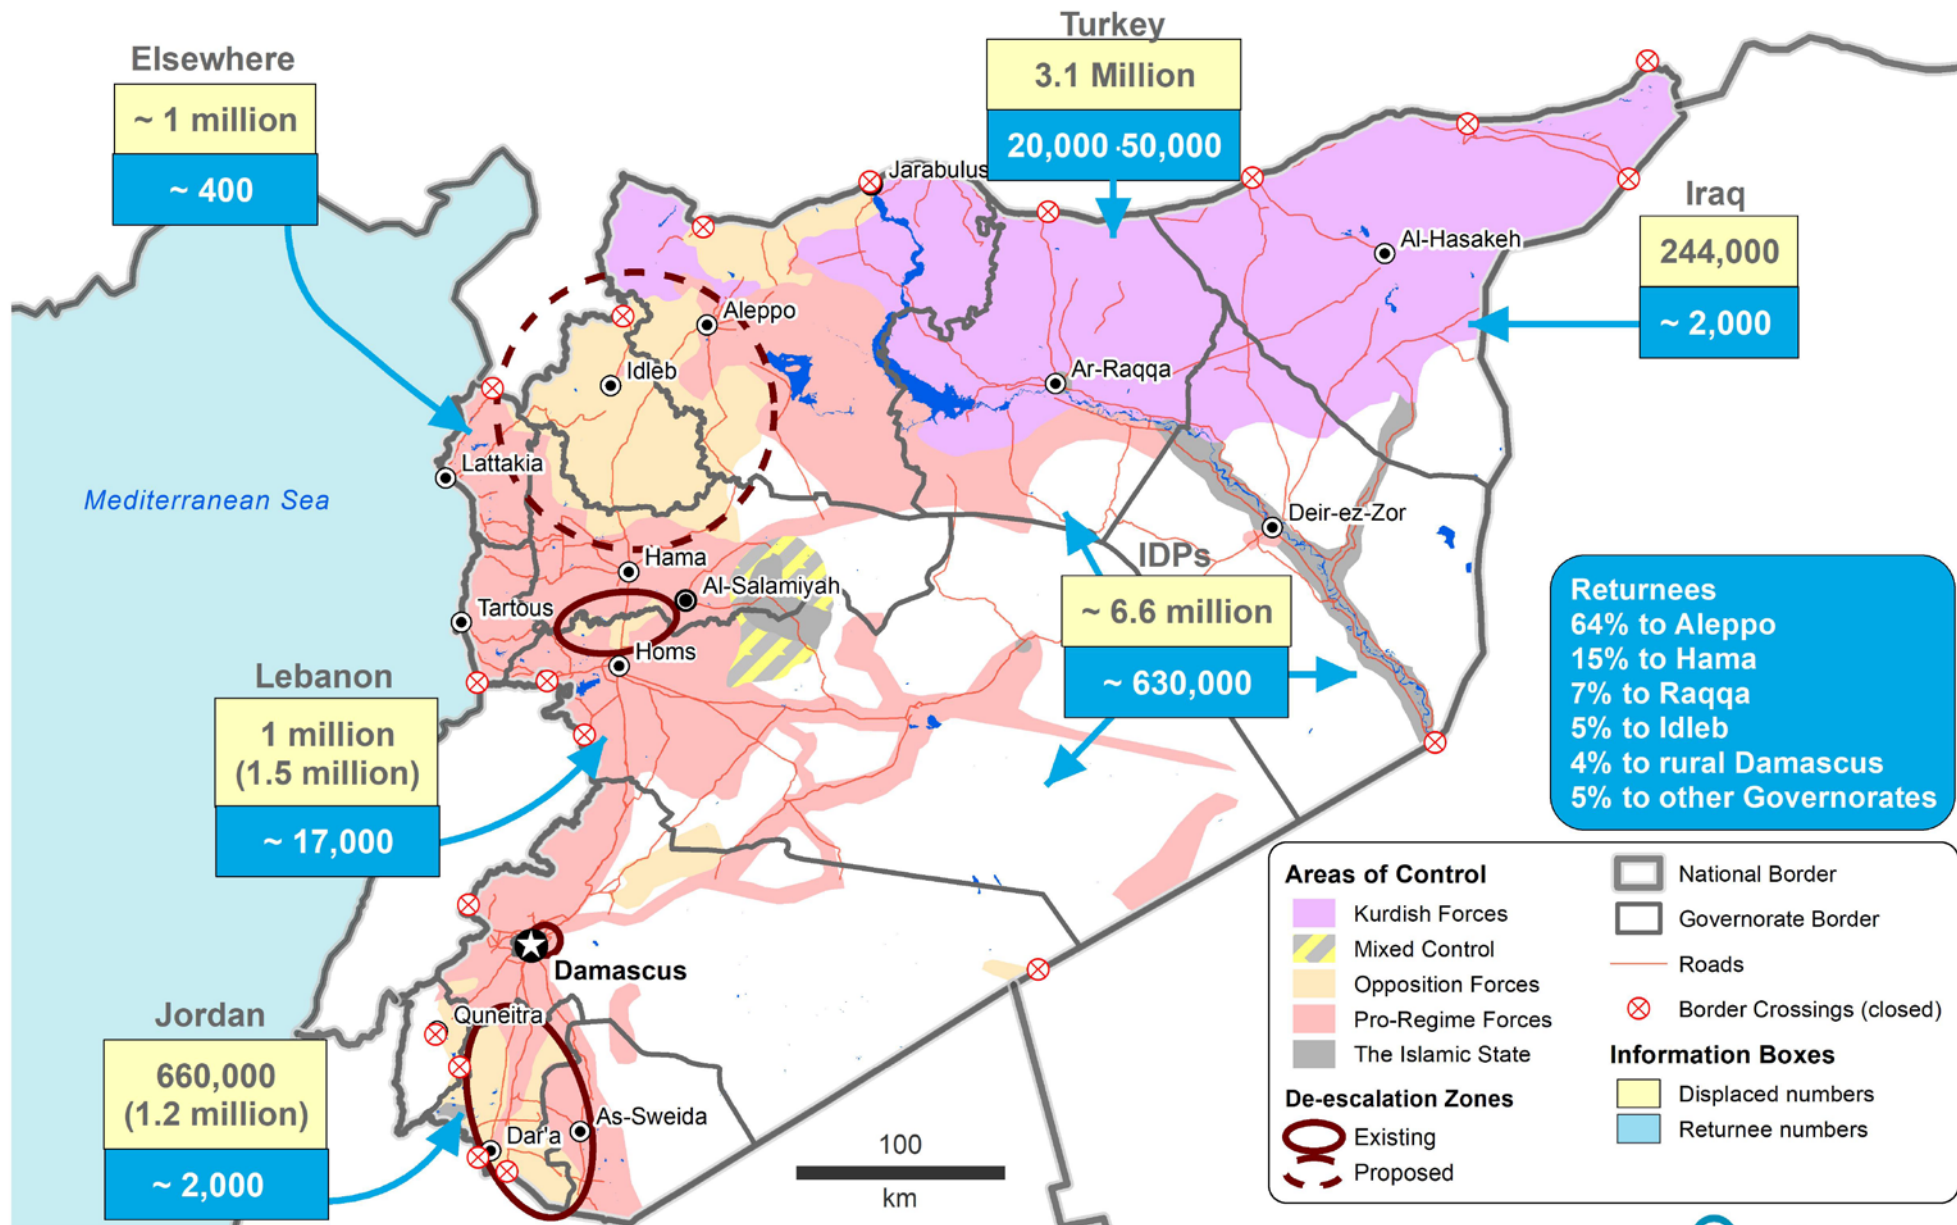 Turkey
3.1 Million
20,000 - 50,000
Elsewhere
~ 1 million
~ 400
Jarabulus
Iraq
244,000
~ 2,000
Al-Hasakeh
Aleppo
Idleb
Ar-Raqqa
Lattakia
Mediterranean Sea
Deir-ez-Zor
Hama
Al-Salamiyah
Tartous
Homs
IDPs
~ 6.6 million
~ 630,000
Returnees
64% to Aleppo
15% to Hama
7% to Raqqa
5% to Idleb
4% to rural Damascus
5% to other Governorates
Lebanon
1 million
(1.5 million)
~ 17,000
Damascus
Quneitra
Jordan
660,000
(1.2 million)
~ 2,000
As-Sweida
Dar'a
100
km
Areas of Control
Kurdish Forces
Mixed Control
Opposition Forces
Pro-Regime Forces
The Islamic State
De-escalation Zones
Existing
Proposed
National Border
Governorate Border
Roads
Border Crossings (closed)
Information Boxes
Displaced numbers
Returnee numbers